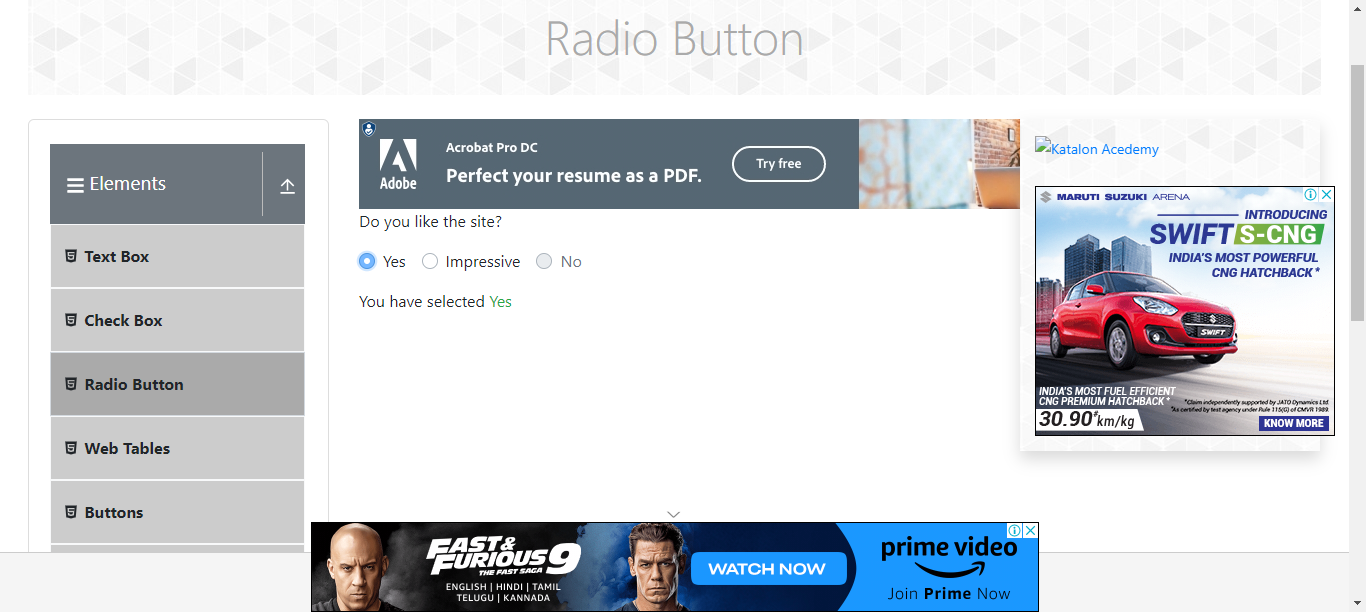 Radio Button
Elements
Text Box
Check Box
Radio Button
Web Tables
Buttons
Adobe
Acrobat Pro DC
Perfect your resume as a PDF.
Try free
Do you like the site?
Yes Impressive No
You have selected Yes
Katalon Acedemy
MARUTI SUZUKI ARENA
INTRODUCING
SWIFT S-CNG
INDIA'S MOST POWERFUL
CNG HATCHBACK*
SWIFT
INDIA'S MOST FUEL EFFICIENT
CNG PREMIUM HATCHBACK*
30.90#km/kg
*Claim independently supported by JATO Dynamics Ltd.
#As certified by test agency under Rule 115(G) of CMVR 1989.
KNOW MORE
FAST & FURIOUS 9
THE FAST SAGA
ENGLISH | HINDI | TAMIL
TELUGU | KANNADA
WATCH NOW
prime video
Join Prime Now